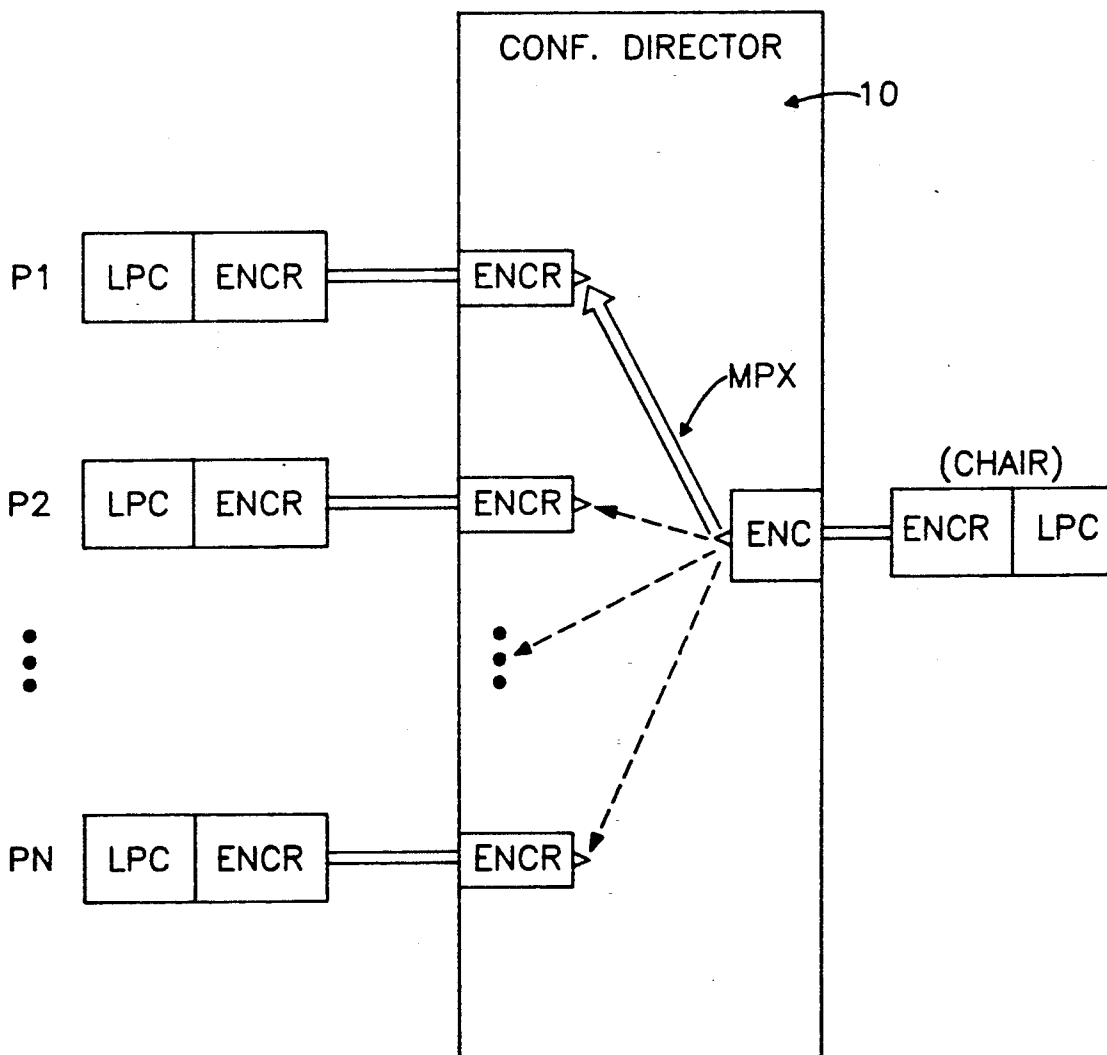 CONF. DIRECTOR
10
P1 LPC ENCR ENCR
MPX
(CHAIR)
P2 LPC ENCR ENCR ENC ENCR LPC
PN LPC ENCR ENCR